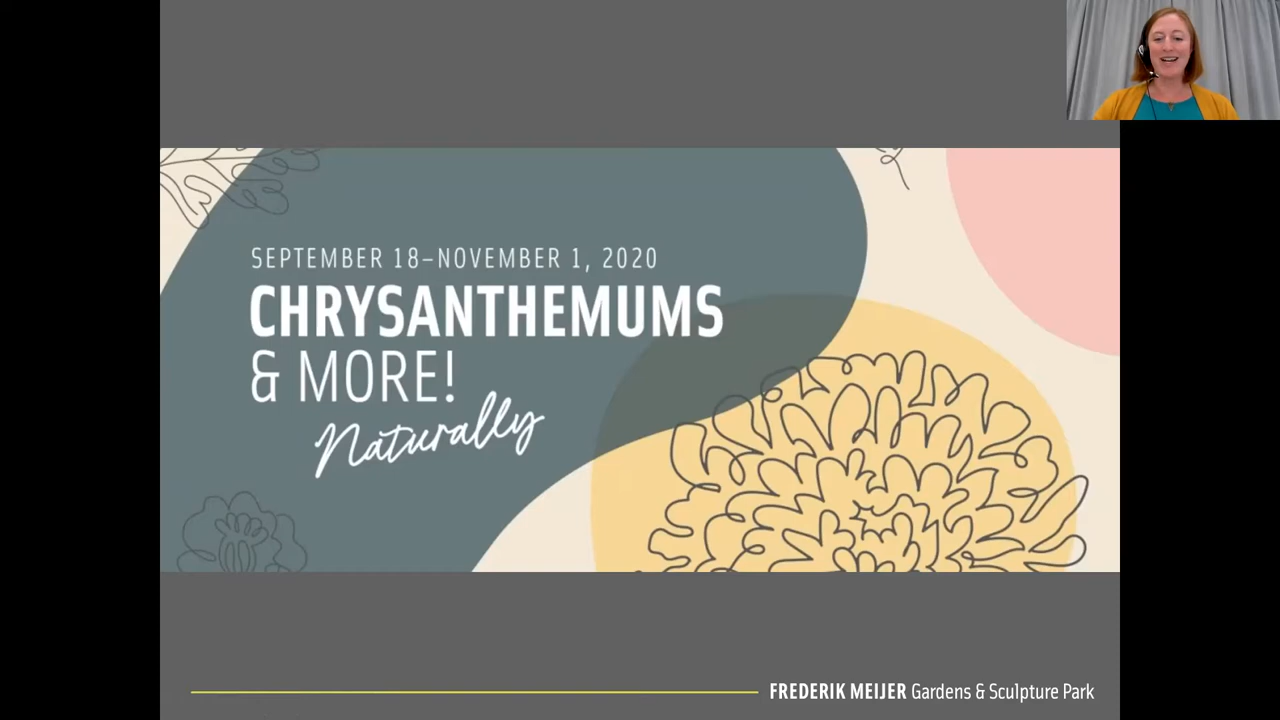 SEPTEMBER 18–NOVEMBER 1, 2020
CHRYSANTHEMUMS
& MORE!
Naturally
FREDERIK MEIJER Gardens & Sculpture Park